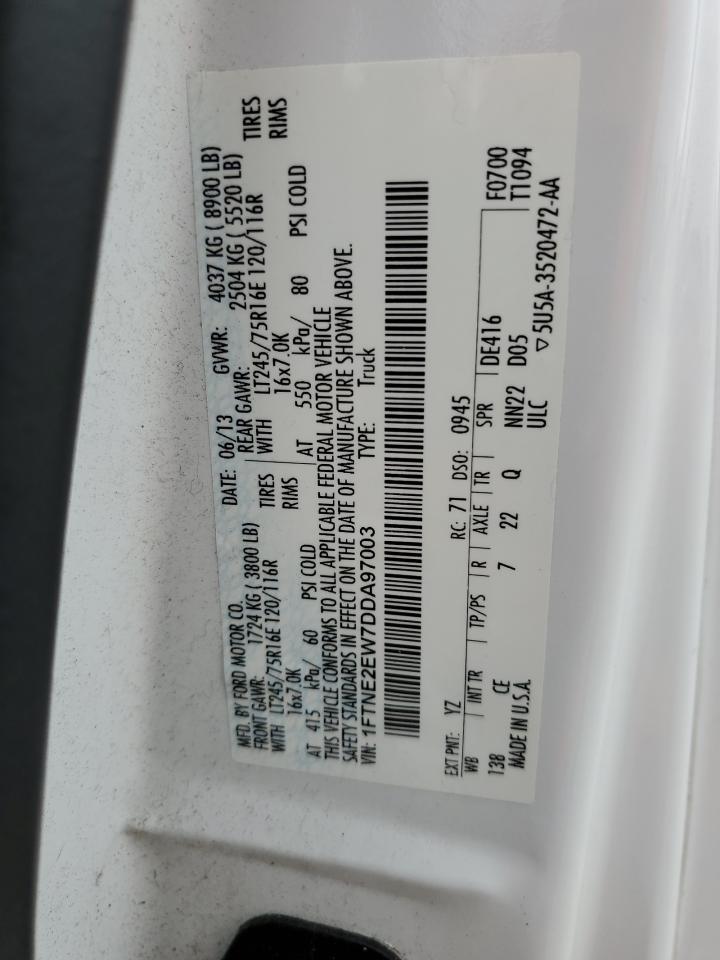 MFD. BY FORD MOTOR CO. DATE: 06/13 GVWR: 4037 KG ( 8900 LB)
FRONT GAWR: 1724 KG ( 3800 LB) REAR GAWR: 2504 KG ( 5520 LB)
WITH LT245/75R16E 120/116R TIRES WITH LT245/75R16E 120/116R TIRES
16x7.0K RIMS 16x7.0K RIMS
AT 415 kPa/ 60 PSI COLD AT 550 kPa/ 80 PSI COLD
THIS VEHICLE CONFORMS TO ALL APPLICABLE FEDERAL MOTOR VEHICLE
SAFETY STANDARDS IN EFFECT ON THE DATE OF MANUFACTURE SHOWN ABOVE.
VIN: 1FTNE2EW7DDA97003 TYPE: Truck
EXT PNT: YZ RC: 71 DSO: 0945
WB INT TR TP/PS R AXLE TR SPR DE416 F0700
138 CE 7 22 Q NN22 D05 T1094
MADE IN U.S.A. ULC ▽5U5A-3520472-AA